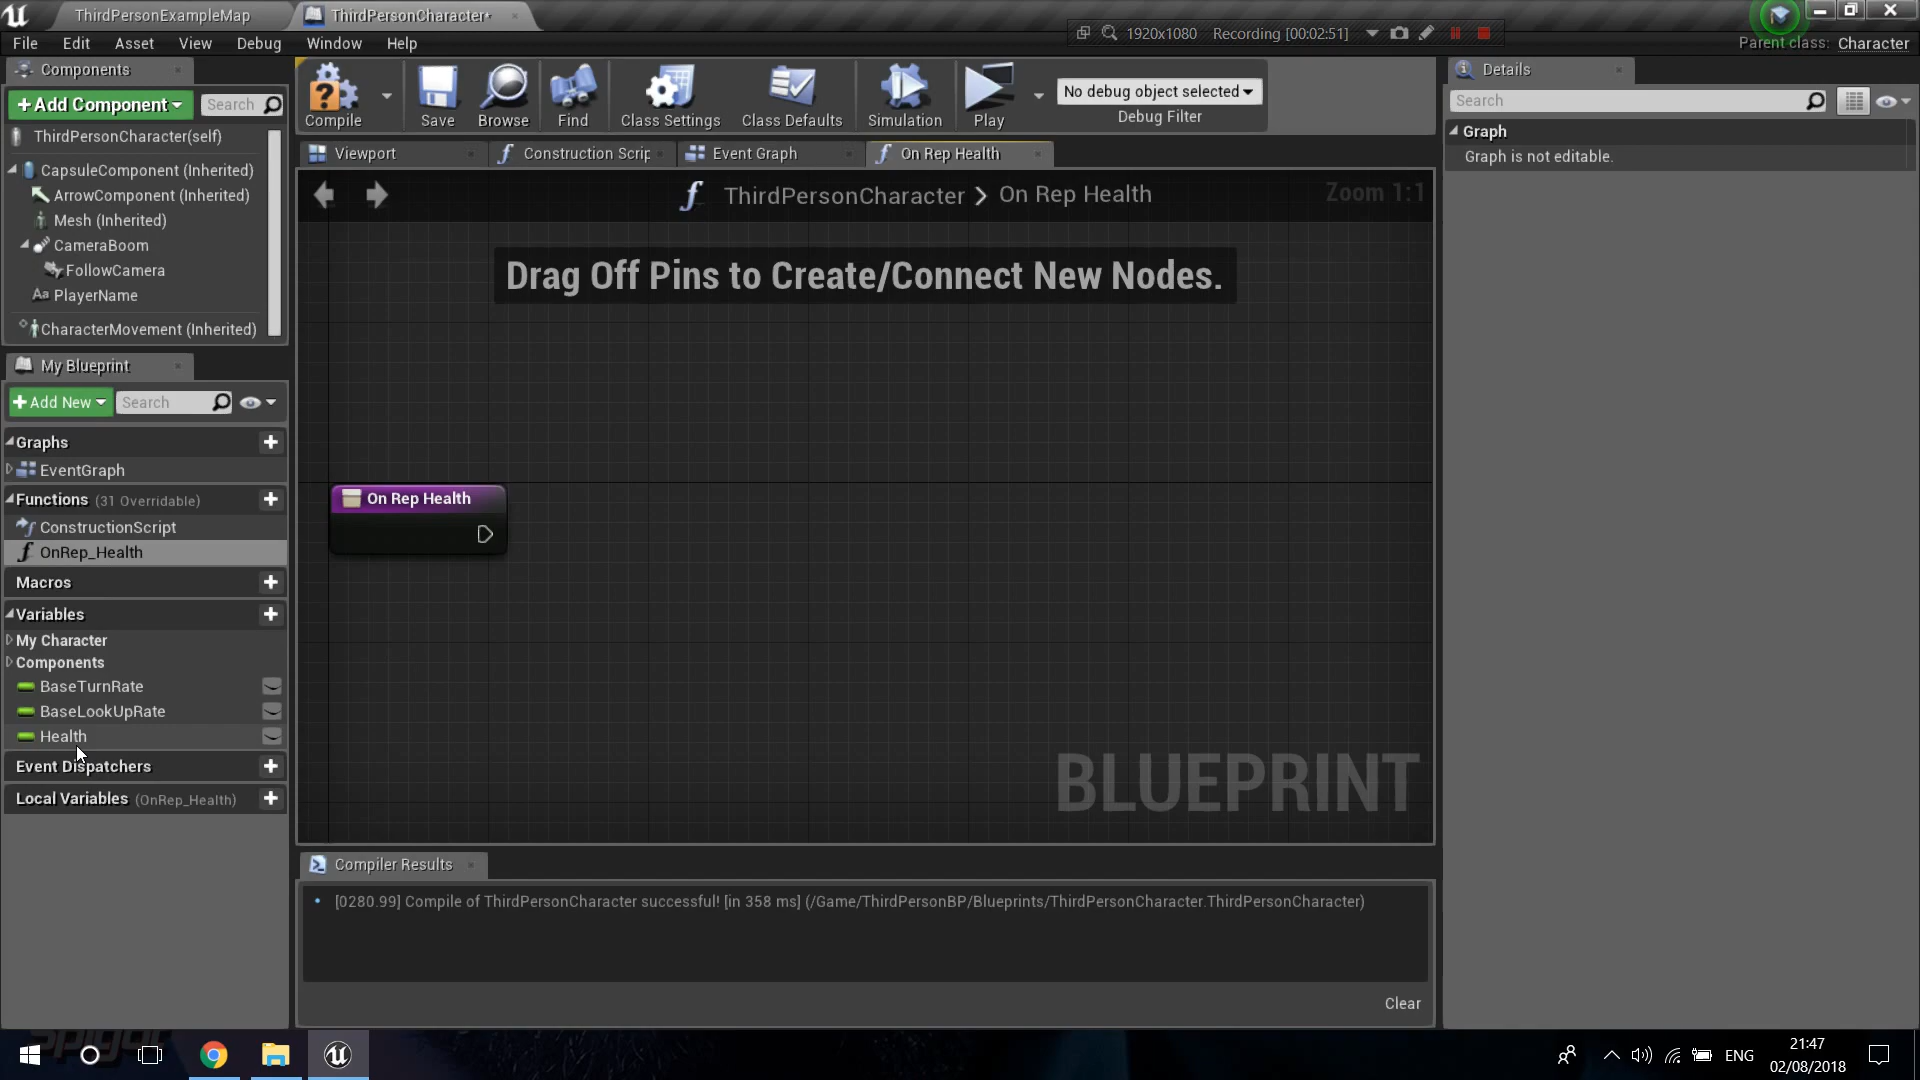 ThirdPersonExampleMap
ThirdPersonCharacter*
1920x1080 Recording [00:02:51]
File Edit Asset View Debug Window Help
Parent class: Character
Components
+Add Component
Search
ThirdPersonCharacter(self)
CapsuleComponent (Inherited)
ArrowComponent (Inherited)
Mesh (Inherited)
CameraBoom
FollowCamera
Aa PlayerName
CharacterMovement (Inherited)
Compile
Save
Browse
Find
Class Settings
Class Defaults
Simulation
Play
No debug object selected
Debug Filter
Viewport
Construction Scrip
Event Graph
On Rep Health
ThirdPersonCharacter > On Rep Health
Zoom 1:1
Drag Off Pins to Create/Connect New Nodes.
On Rep Health
BLUEPRINT
My Blueprint
+Add New
Search
Graphs
EventGraph
Functions (31 Overridable)
ConstructionScript
OnRep_Health
Macros
Variables
My Character
Components
BaseTurnRate
BaseLookUpRate
Health
Event Dispatchers
Local Variables (OnRep_Health)
Compiler Results
[0280.99] Compile of ThirdPersonCharacter successful! [in 358 ms] (/Game/ThirdPersonBP/Blueprints/ThirdPersonCharacter.ThirdPersonCharacter)
Clear
Details
Search
Graph
Graph is not editable.
ENG
21:47
02/08/2018